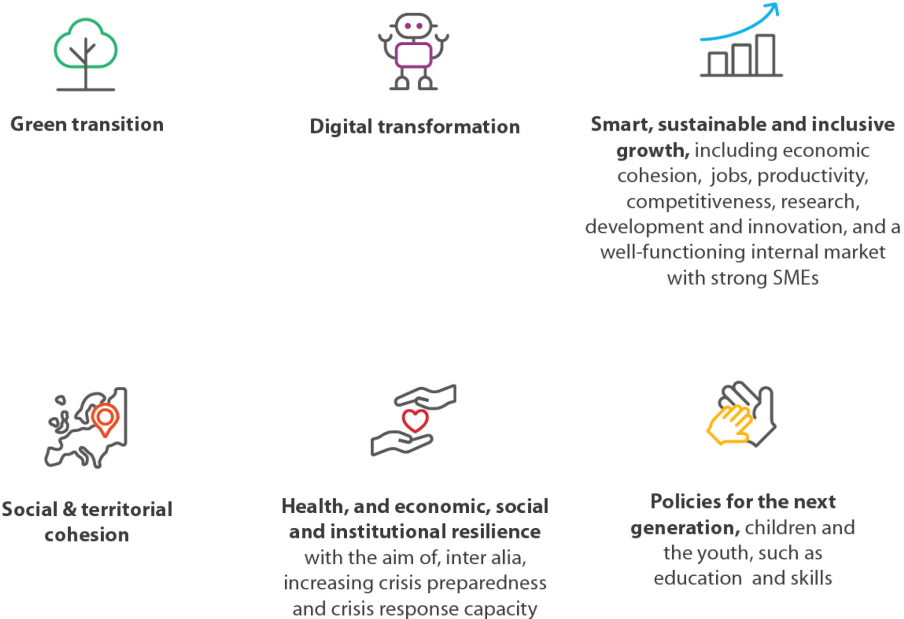 Green transition
Digital transformation
Smart, sustainable and inclusive
growth, including economic
cohesion, jobs, productivity,
competitiveness, research,
development and innovation, and a
well-functioning internal market
with strong SMEs
Social & territorial
cohesion
Health, and economic, social
and institutional resilience
with the aim of, inter alia,
increasing crisis preparedness
and crisis response capacity
Policies for the next
generation, children and
the youth, such as
education and skills